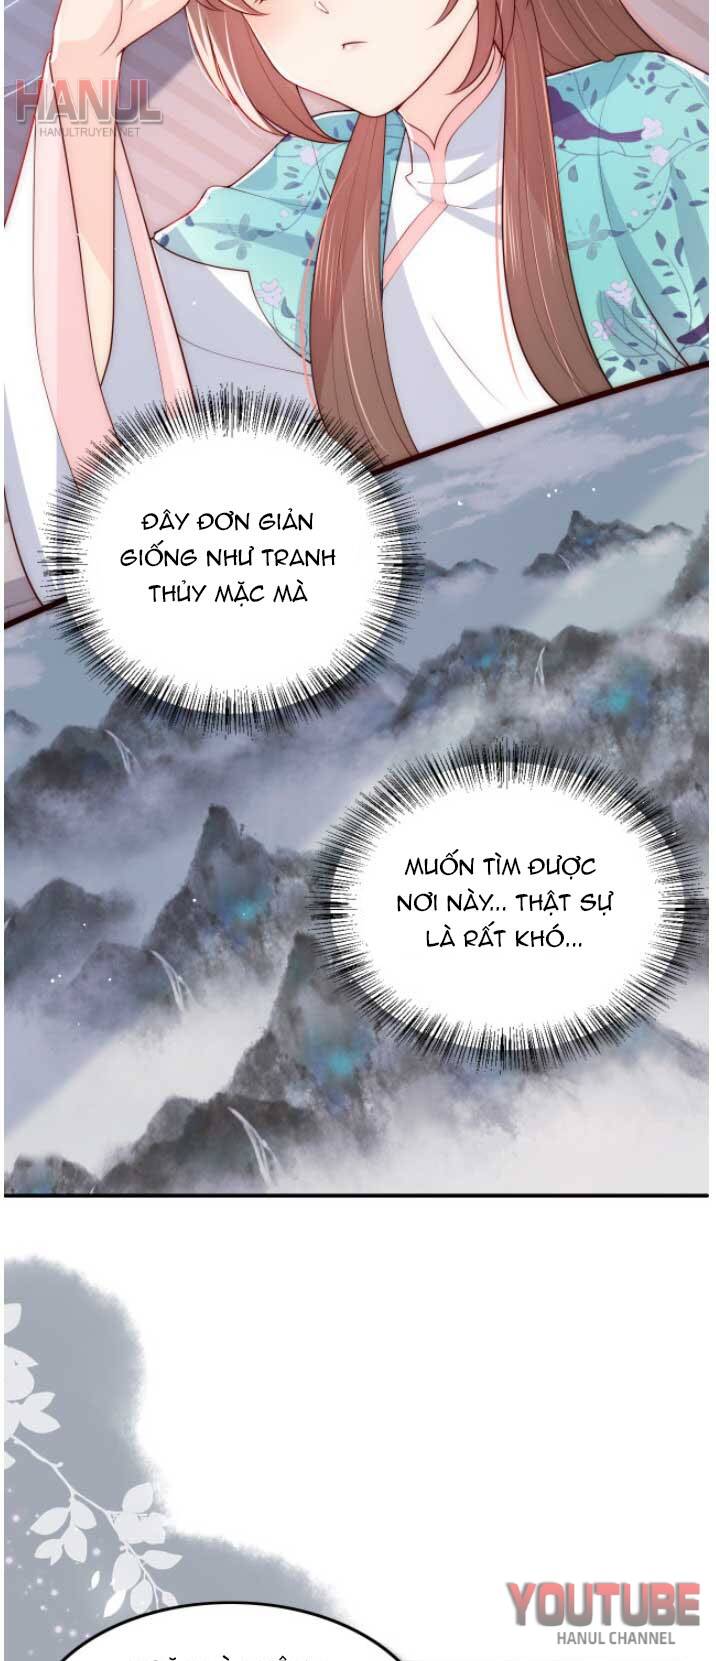 HANUL
HANULTRUYEN.NET
ĐÂY ĐƠN GIẢN
GIỐNG NHƯ TRANH
THỦY MẶC MÀ
MUỐN TÌM ĐƯỢC
NƠI NÀY... THẬT SỰ
LÀ RẤT KHÓ...
YOUTUBE
HANUL CHANNEL